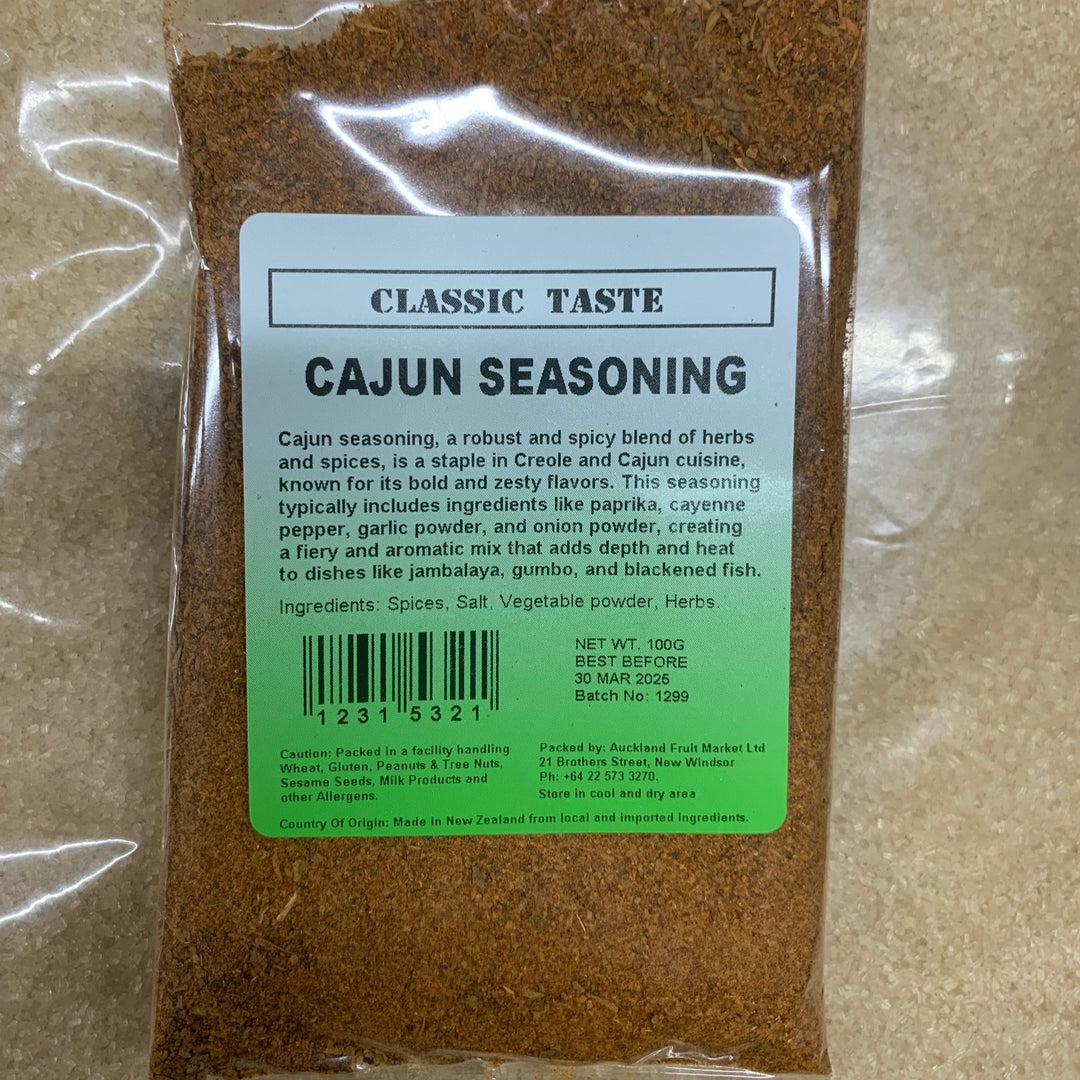 CLASSIC TASTE
CAJUN SEASONING
Cajun seasoning, a robust and spicy blend of herbs
and spices, is a staple in Creole and Cajun cuisine,
known for its bold and zesty flavors. This seasoning
typically includes ingredients like paprika, cayenne
pepper, garlic powder, and onion powder, creating
a fiery and aromatic mix that adds depth and heat
to dishes like jambalaya, gumbo, and blackened fish.
Ingredients: Spices, Salt, Vegetable powder, Herbs.
1231 5321
NET WT. 100G
BEST BEFORE
30 MAR 2025
Batch No: 1299
Caution: Packed in a facility handling
Wheat, Gluten, Peanuts & Tree Nuts,
Sesame Seeds, Milk Products and
other Allergens.
Packed by: Auckland Fruit Market Ltd
21 Brothers Street, New Windsor
Ph: +64 22 573 3270.
Store in cool and dry area
Country Of Origin: Made in New Zealand from local and imported ingredients.